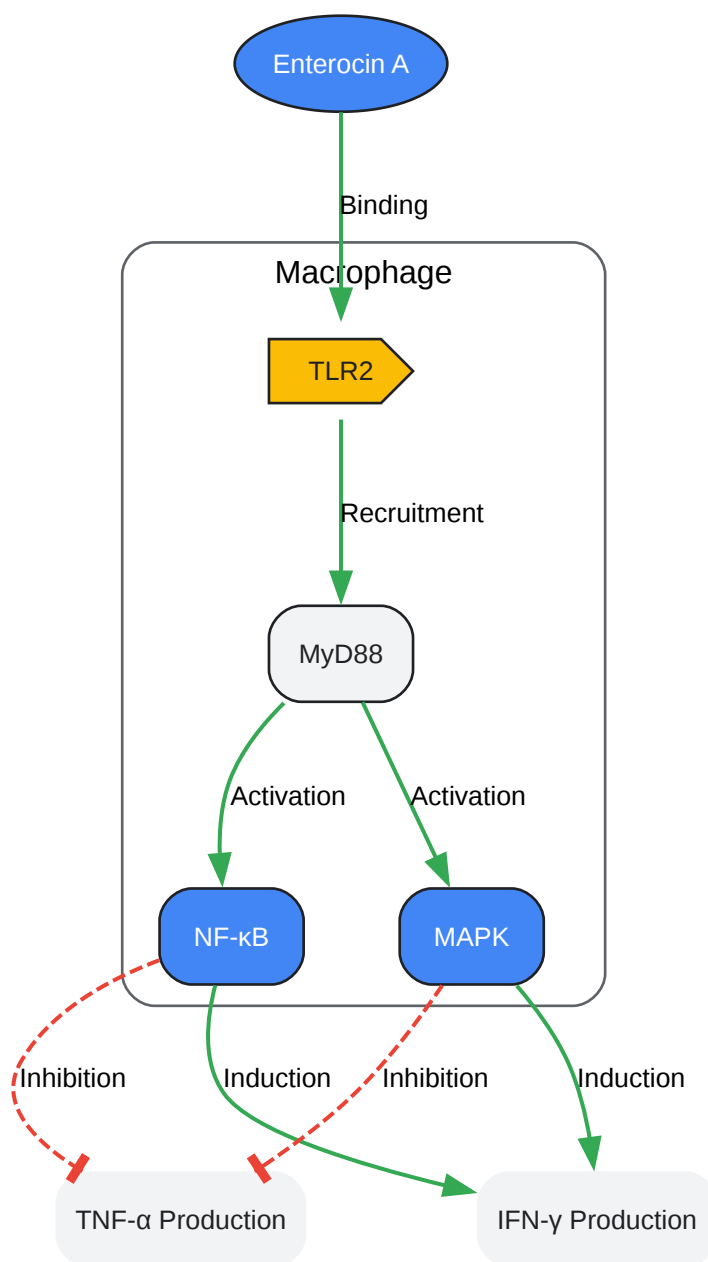 Enterocin A
Binding
Macrophage
TLR2
Recruitment
MyD88
Activation
Activation
NF-κB
MAPK
Inhibition
Induction
Inhibition
Induction
TNF-α Production
IFN-γ Production